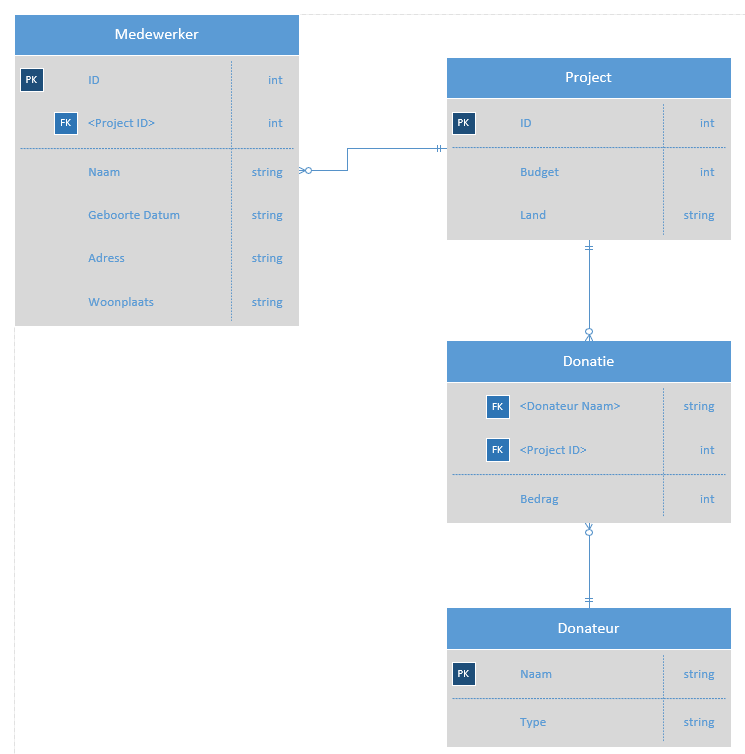 Medewerker
PK ID int
FK <Project ID> int
Naam string
Geboorte Datum string
Adress string
Woonplaats string
Project
PK ID int
Budget int
Land string
Donatie
FK <Donateur Naam> string
FK <Project ID> int
Bedrag int
Donateur
PK Naam string
Type string